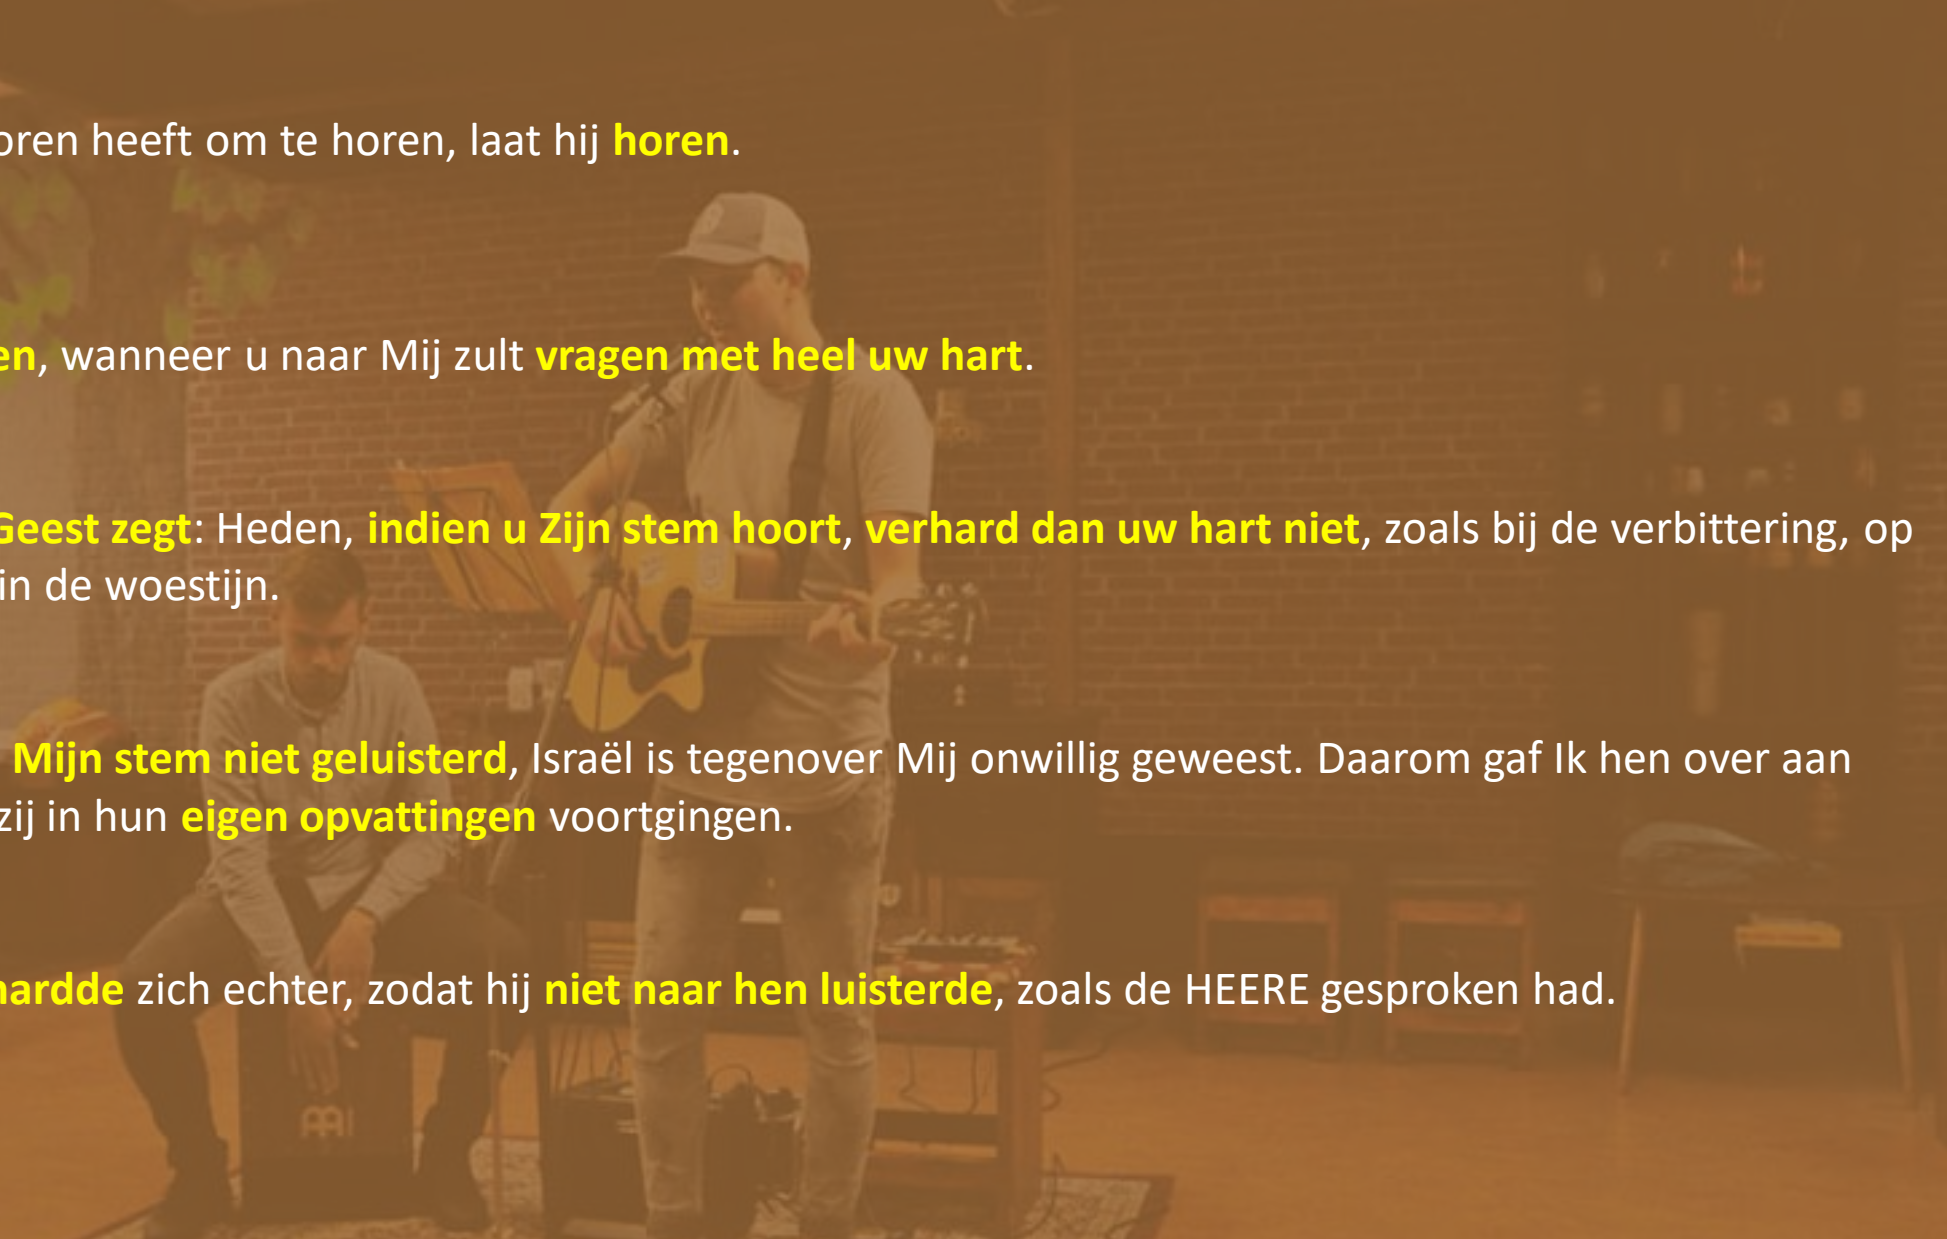 oren heeft om te horen, laat hij horen.
en, wanneer u naar Mij zult vragen met heel uw hart.
Geest zegt: Heden, indien u Zijn stem hoort, verhard dan uw hart niet, zoals bij de verbittering, op
in de woestijn.
Mijn stem niet geluisterd, Israël is tegenover Mij onwillig geweest. Daarom gaf Ik hen over aan
zij in hun eigen opvattingen voortgingen.
hardde zich echter, zodat hij niet naar hen luisterde, zoals de HEERE gesproken had.